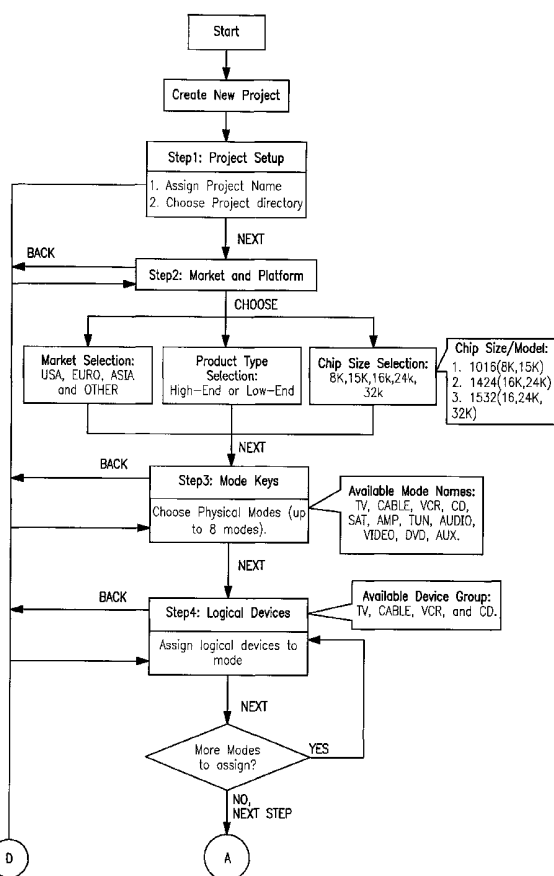 Start
Create New Project
Step1: Project Setup
1. Assign Project Name
2. Choose Project directory
NEXT
BACK
Step2: Market and Platform
CHOOSE
Market Selection:
USA, EURO, ASIA
and OTHER
Product Type
Selection:
High-End or Low-End
Chip Size Selection:
8K,15K,16k,24k,
32k
Chip Size/Model:
1. 1016(8K,15K)
2. 1424(16K,24K)
3. 1532(16,24K,
32K)
NEXT
BACK
Step3: Mode Keys
Choose Physical Modes (up
to 8 modes).
Available Mode Names:
TV, CABLE, VCR, CD,
SAT, AMP, TUN, AUDIO,
VIDEO, DVD, AUX.
NEXT
BACK
Step4: Logical Devices
Assign logical devices to
mode
Available Device Group:
TV, CABLE, VCR, and CD.
NEXT
More Modes
to assign?
YES
NO,
NEXT STEP
D
A